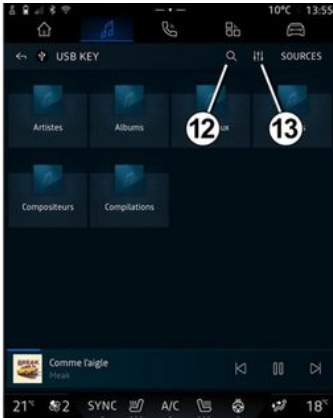 10°C 13:55
USB KEY SOURCES
12 13
Artistes Albums
Compositeurs Compilations
BREAK
Comme l'aigle
Meak
21° 2 SYNC A/C 18°